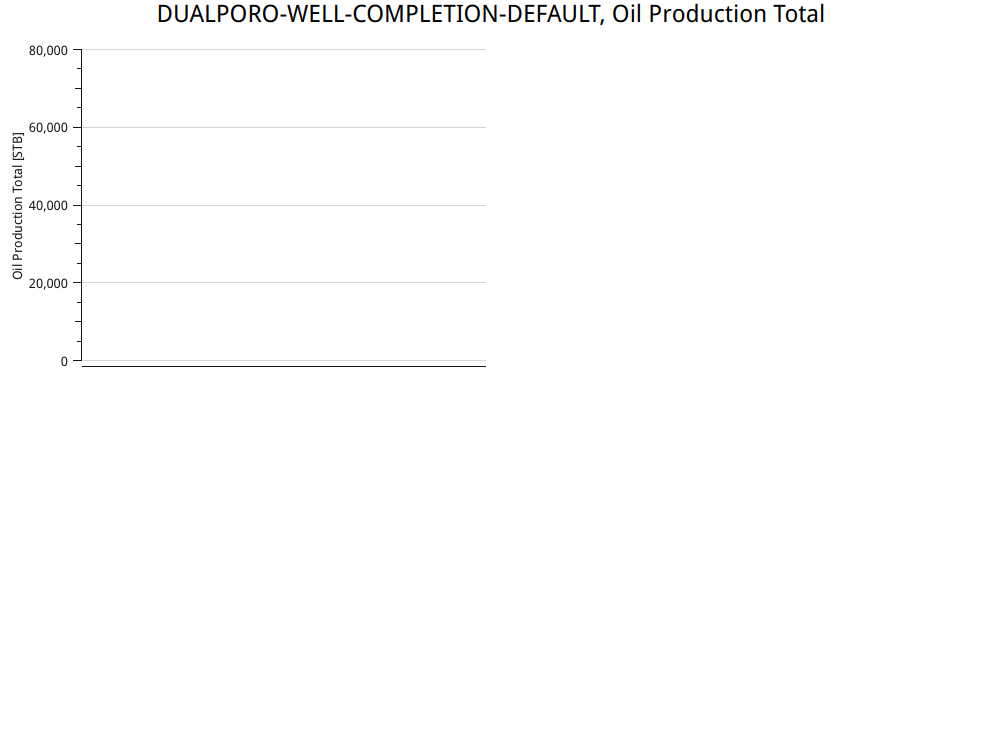 DUALPORO-WELL-COMPLETION-DEFAULT, Oil Production Total
Oil Production Total [STB]
80,000
60,000
40,000
20,000
0